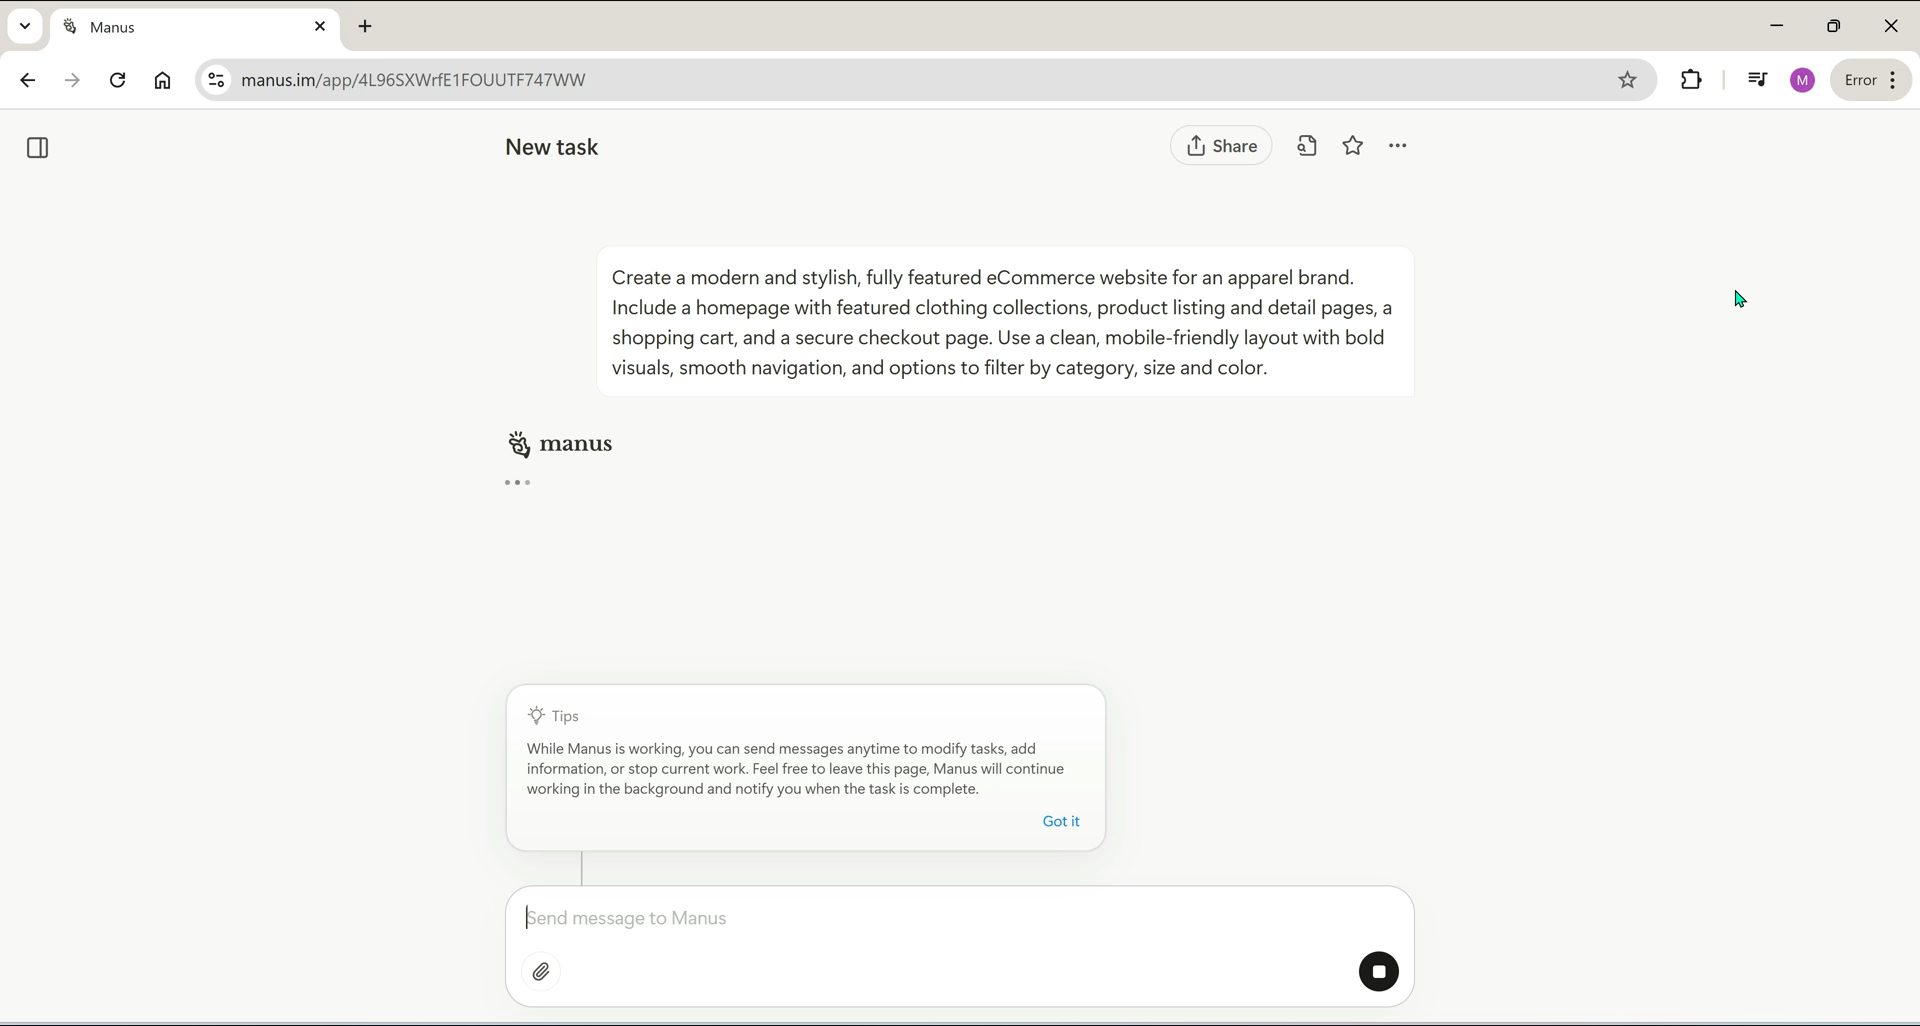 Manus
manus.im/app/4L96SXWrfE1FOUUTF747WW
M
Error
New task
Share
Create a modern and stylish, fully featured eCommerce website for an apparel brand.
Include a homepage with featured clothing collections, product listing and detail pages, a
shopping cart, and a secure checkout page. Use a clean, mobile-friendly layout with bold
visuals, smooth navigation, and options to filter by category, size and color.
manus
Tips
While Manus is working, you can send messages anytime to modify tasks, add
information, or stop current work. Feel free to leave this page, Manus will continue
working in the background and notify you when the task is complete.
Got it
Send message to Manus